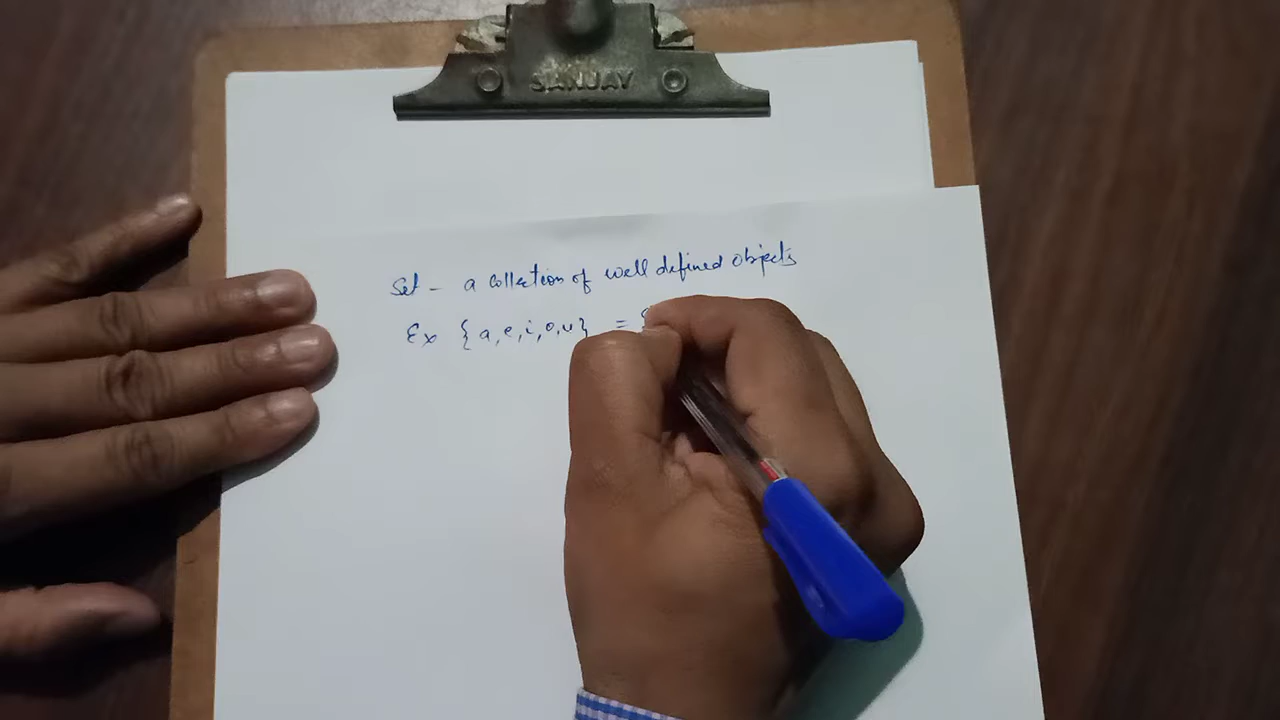 SANJAY
Set - a collection of well defined objects
Ex {a, e, i, o, u} = {